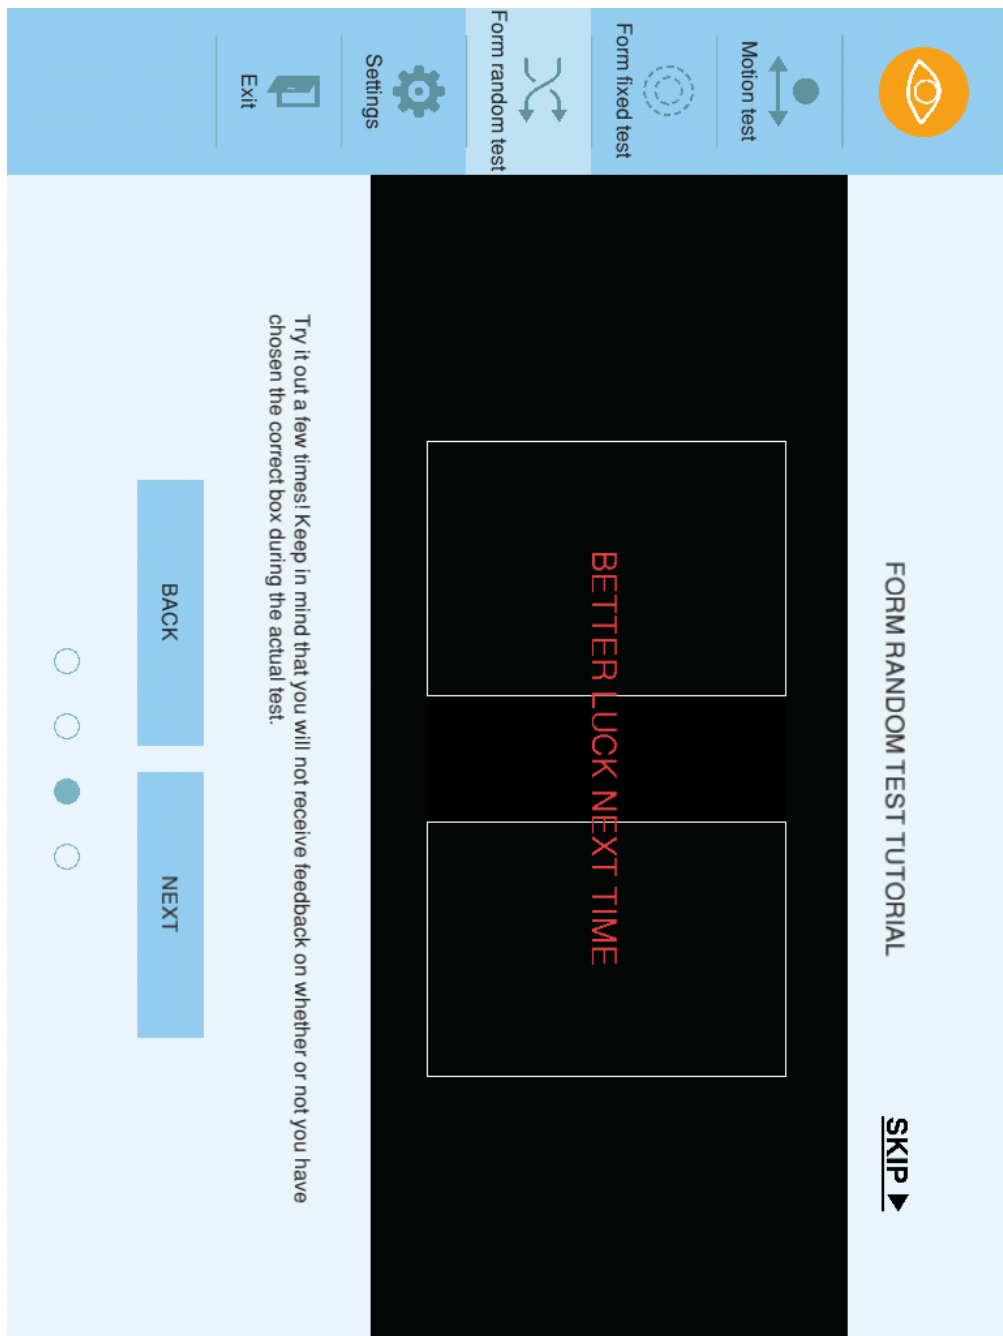 Motion test
Form fixed test
Form random test
Settings
Exit
FORM RANDOM TEST TUTORIAL
SKIP
BETTER LUCK NEXT TIME
Try it out a few times! Keep in mind that you will not receive feedback on whether or not you have
chosen the correct box during the actual test.
BACK
NEXT